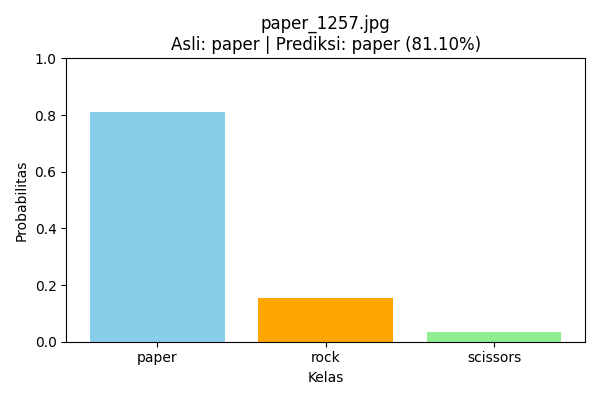 paper_1257.jpg
Asli: paper | Prediksi: paper (81.10%)
1.0
0.8
0.6
0.4
0.2
0.0
Probabilitas
paper rock scissors
Kelas